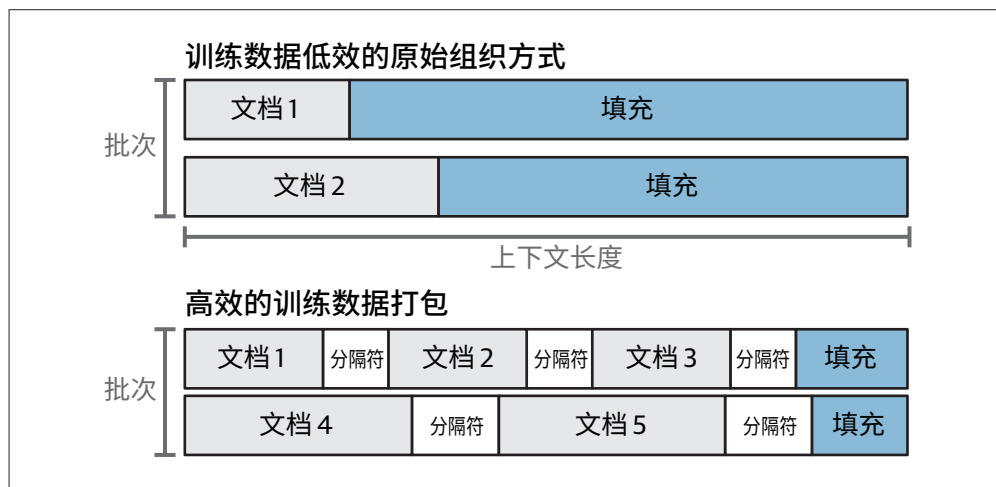 训练数据低效的原始组织方式
文档1 填充
批次
文档2 填充
上下文长度
高效的训练数据打包
文档1 分隔符 文档2 分隔符 文档3 分隔符 填充
批次
文档4 分隔符 文档5 分隔符 填充